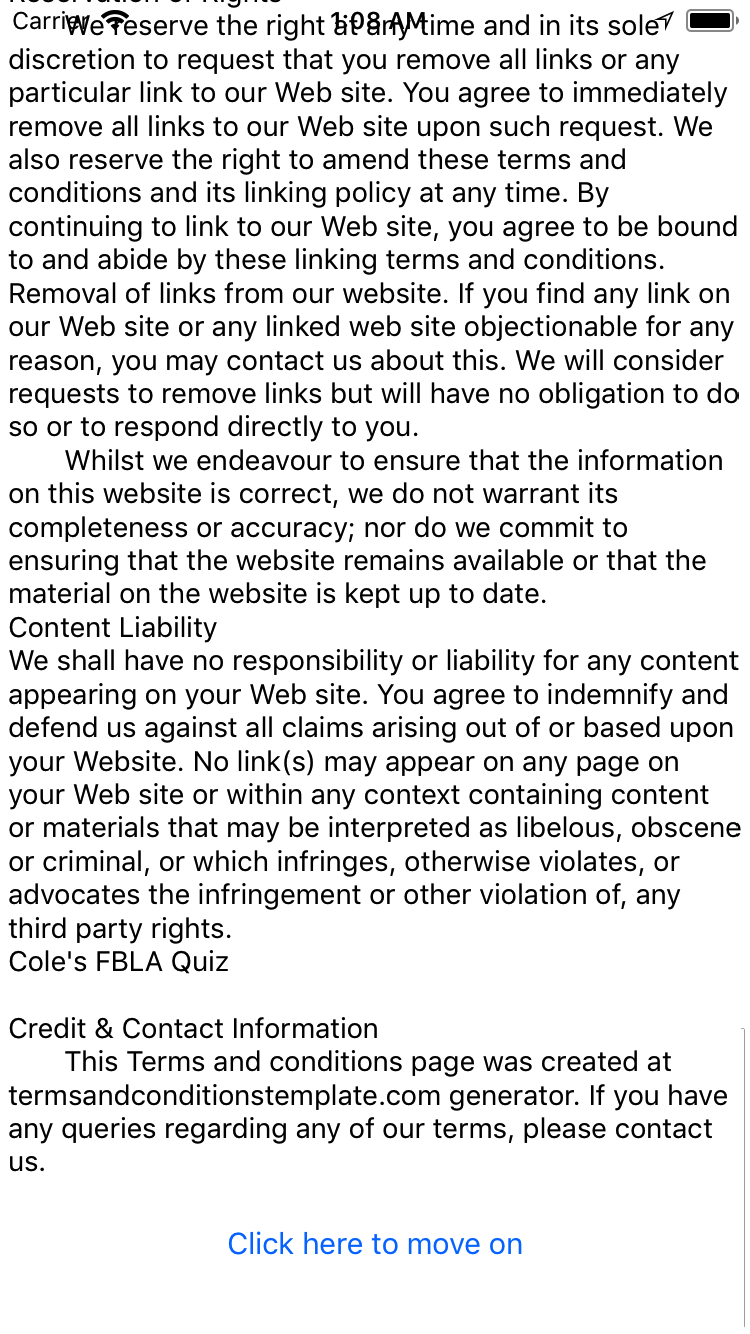 Reservation of Rights
Carrier 1:08 AM
We reserve the right at any time and in its sole
discretion to request that you remove all links or any
particular link to our Web site. You agree to immediately
remove all links to our Web site upon such request. We
also reserve the right to amend these terms and
conditions and its linking policy at any time. By
continuing to link to our Web site, you agree to be bound
to and abide by these linking terms and conditions.
Removal of links from our website. If you find any link on
our Web site or any linked web site objectionable for any
reason, you may contact us about this. We will consider
requests to remove links but will have no obligation to do
so or to respond directly to you.
Whilst we endeavour to ensure that the information
on this website is correct, we do not warrant its
completeness or accuracy; nor do we commit to
ensuring that the website remains available or that the
material on the website is kept up to date.
Content Liability
We shall have no responsibility or liability for any content
appearing on your Web site. You agree to indemnify and
defend us against all claims arising out of or based upon
your Website. No link(s) may appear on any page on
your Web site or within any context containing content
or materials that may be interpreted as libelous, obscene
or criminal, or which infringes, otherwise violates, or
advocates the infringement or other violation of, any
third party rights.
Cole's FBLA Quiz
Credit & Contact Information
This Terms and conditions page was created at
termsandconditionstemplate.com generator. If you have
any queries regarding any of our terms, please contact
us.
Click here to move on